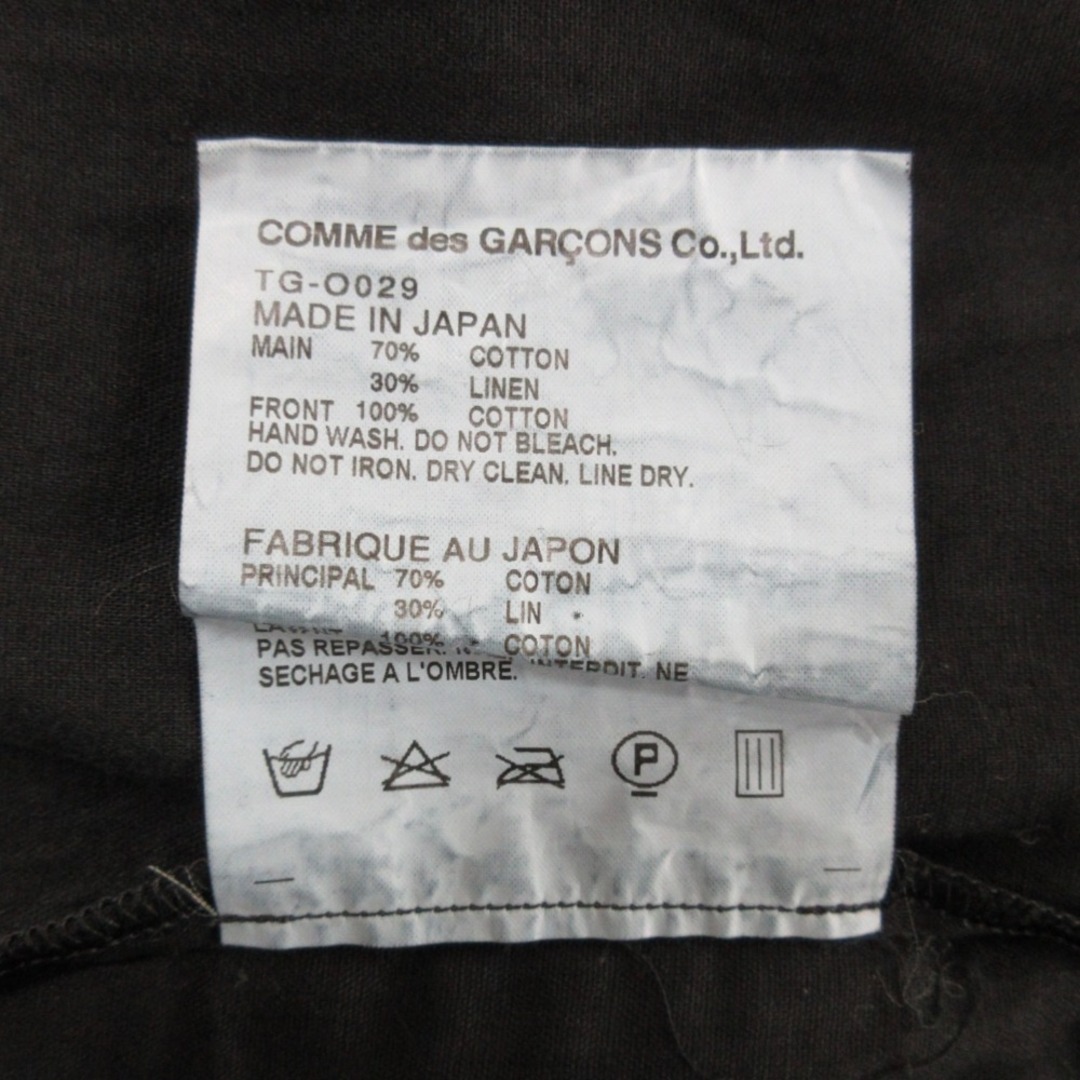 COMME des GARÇONS Co.,Ltd.
TG-O029
MADE IN JAPAN
MAIN 70% COTTON
30% LINEN
FRONT 100% COTTON
HAND WASH. DO NOT BLEACH.
DO NOT IRON. DRY CLEAN. LINE DRY.
FABRIQUE AU JAPON
PRINCIPAL 70% COTON
30% LIN
100% COTON
PAS REPASSER. INTERDIT. NE
SECHAGE A L'OMBRE.
P